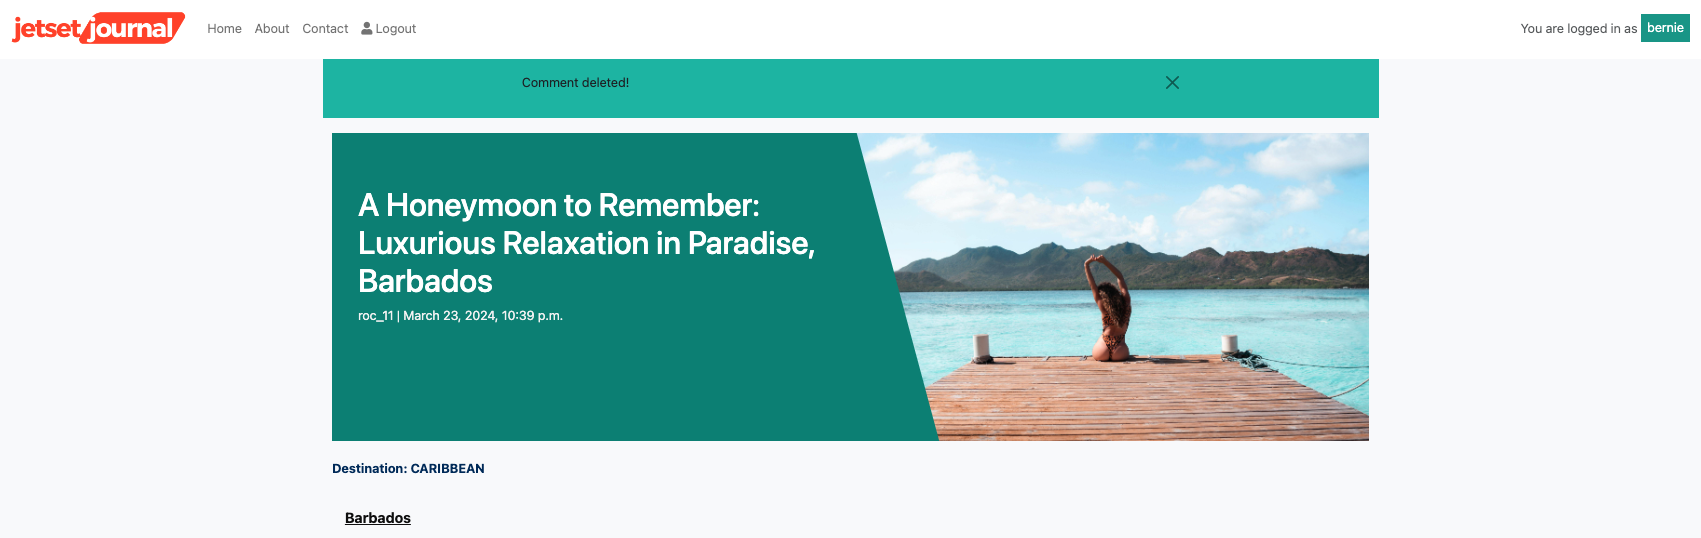 jetset journal Home About Contact Logout You are logged in as bernie
Comment deleted!
A Honeymoon to Remember:
Luxurious Relaxation in Paradise,
Barbados
roc_11 | March 23, 2024, 10:39 p.m.
Destination: CARIBBEAN
Barbados